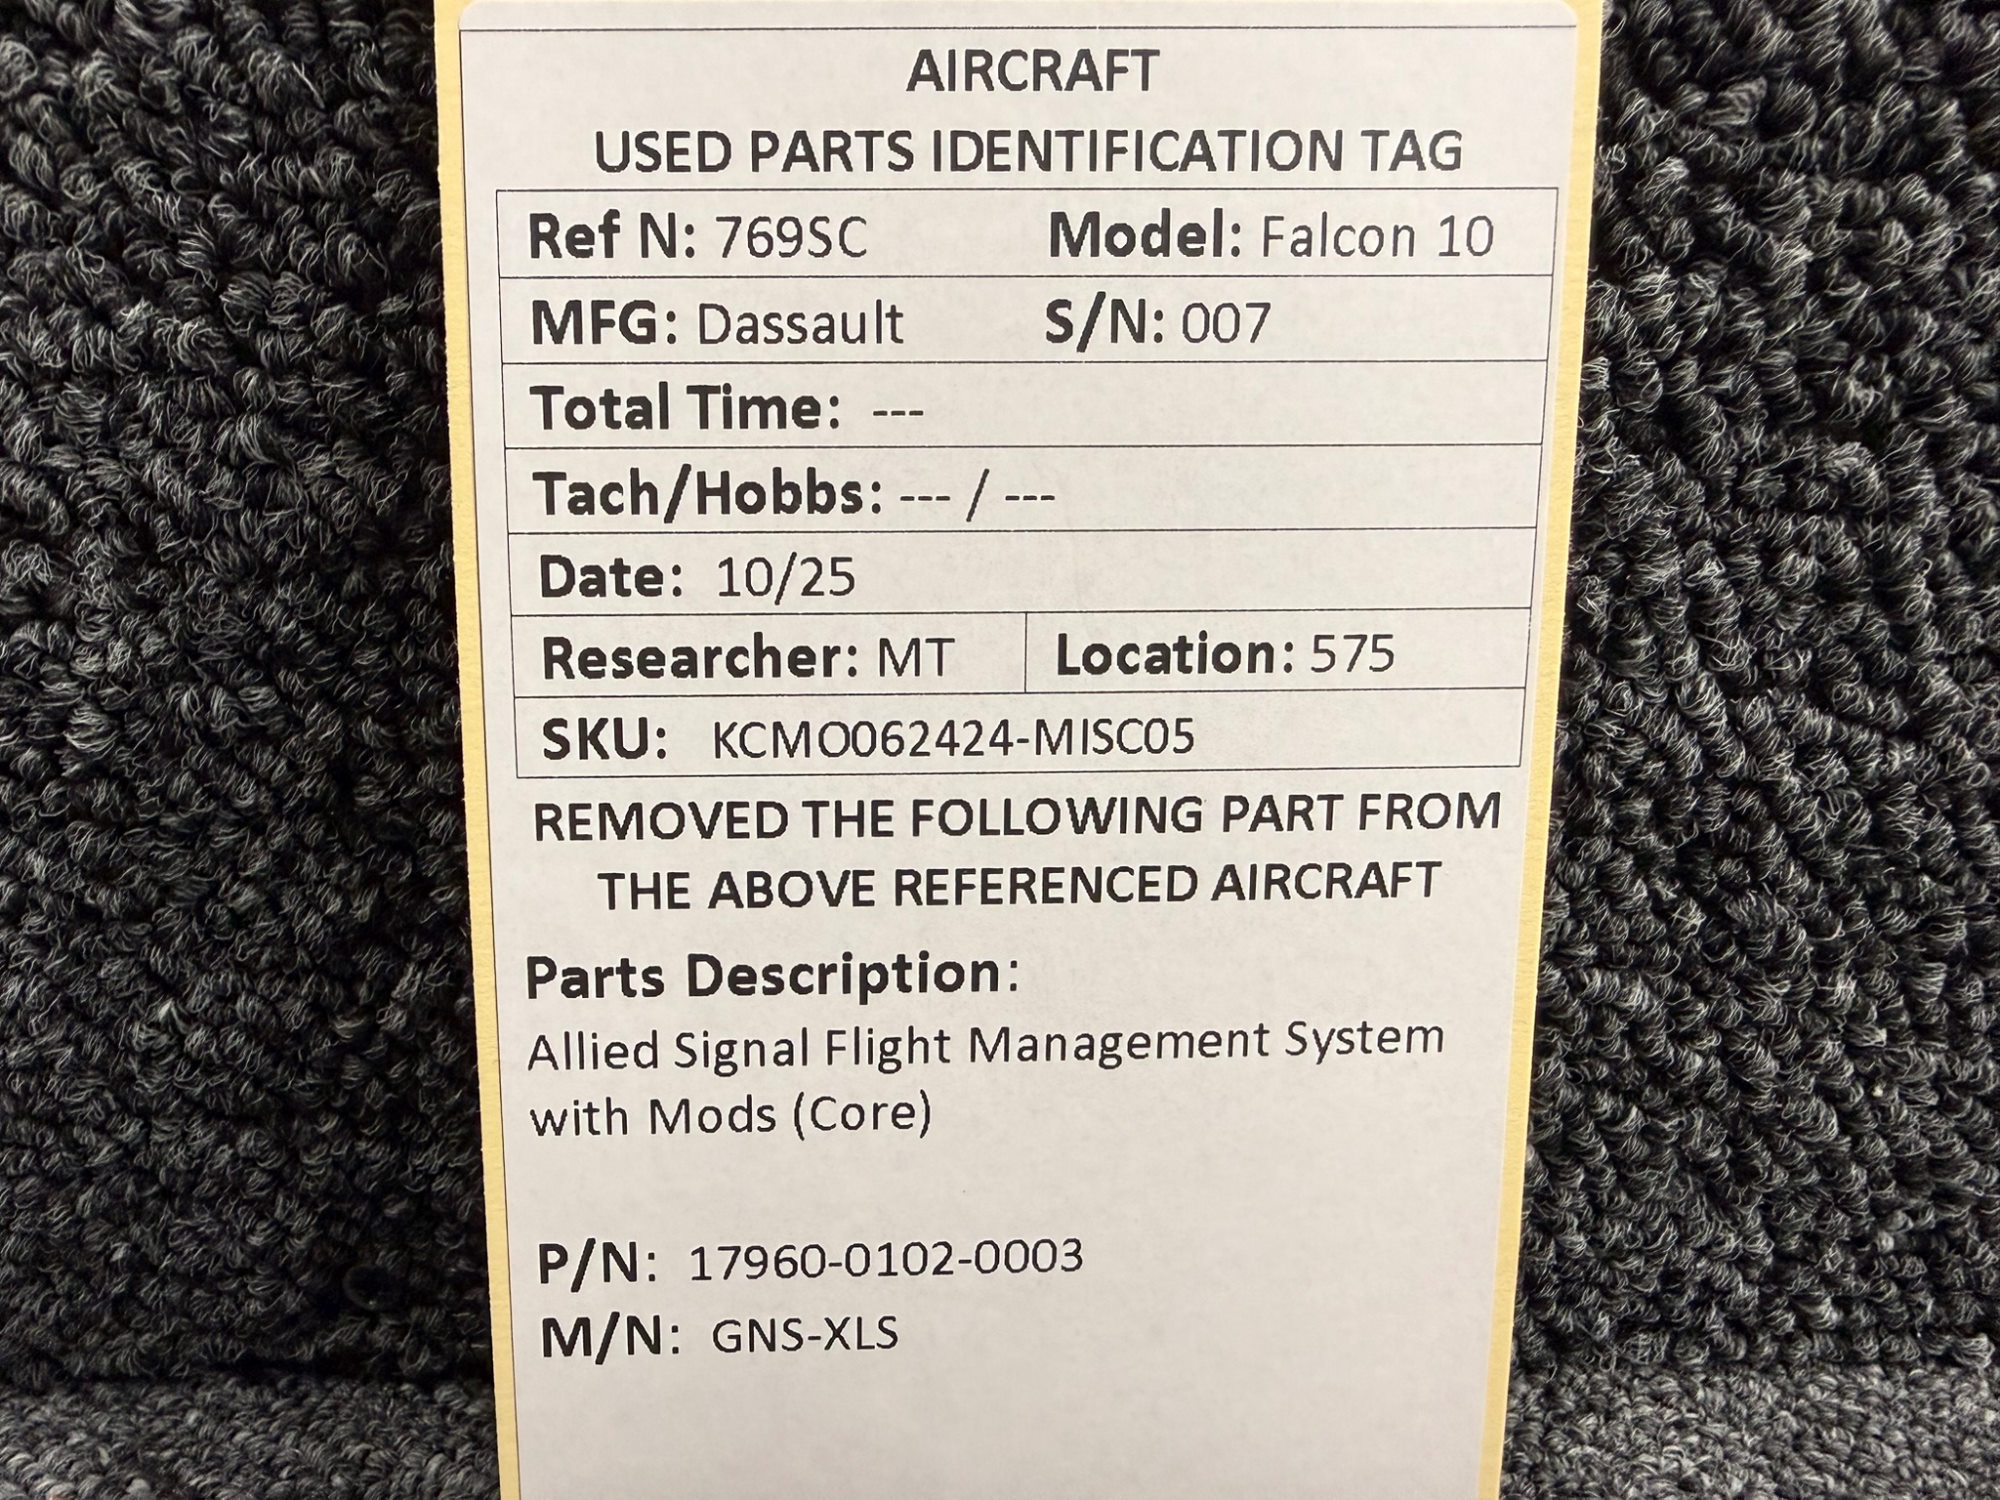 AIRCRAFT
USED PARTS IDENTIFICATION TAG
Ref N: 769SC Model: Falcon 10
MFG: Dassault S/N: 007
Total Time: ---
Tach/Hobbs: --- / ---
Date: 10/25
Researcher: MT Location: 575
SKU: KCMO062424-MISC05
REMOVED THE FOLLOWING PART FROM
THE ABOVE REFERENCED AIRCRAFT
Parts Description:
Allied Signal Flight Management System
with Mods (Core)
P/N: 17960-0102-0003
M/N: GNS-XLS